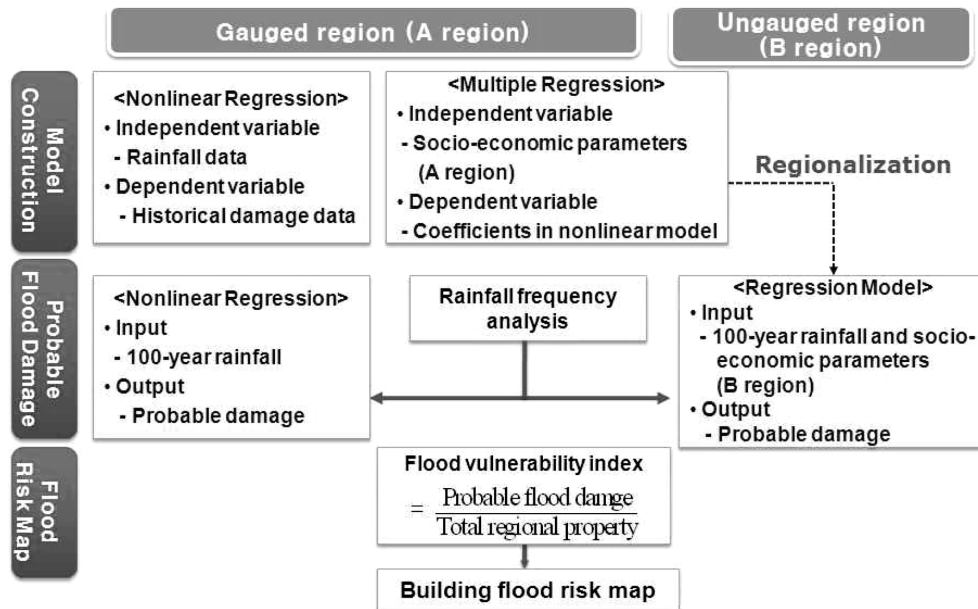 Gauged region (A region)
Ungauged region
(B region)
Model
Construction
<Nonlinear Regression>
• Independent variable
- Rainfall data
• Dependent variable
- Historical damage data
<Multiple Regression>
• Independent variable
- Socio-economic parameters
(A region)
• Dependent variable
- Coefficients in nonlinear model
Regionalization
Probable
Flood Damage
<Nonlinear Regression>
• Input
- 100-year rainfall
• Output
- Probable damage
Rainfall frequency
analysis
<Regression Model>
• Input
- 100-year rainfall and socio-
economic parameters
(B region)
• Output
- Probable damage
Flood
Risk Map
Flood vulnerability index
= Probable flood damge
Total regional property
Building flood risk map